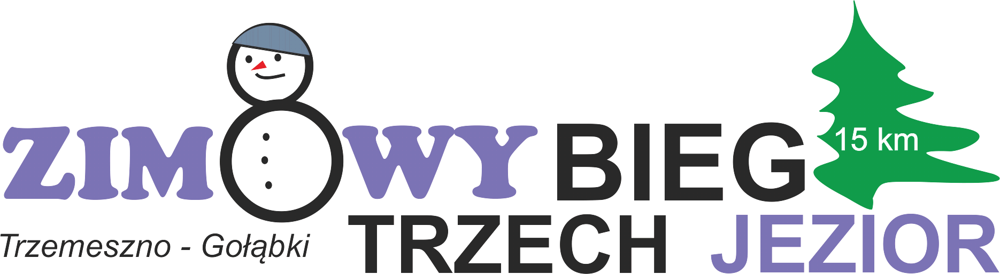 ZIMOWY BIEG
15 km
TRZECH JEZIOR
Trzemeszno - Gołąbki